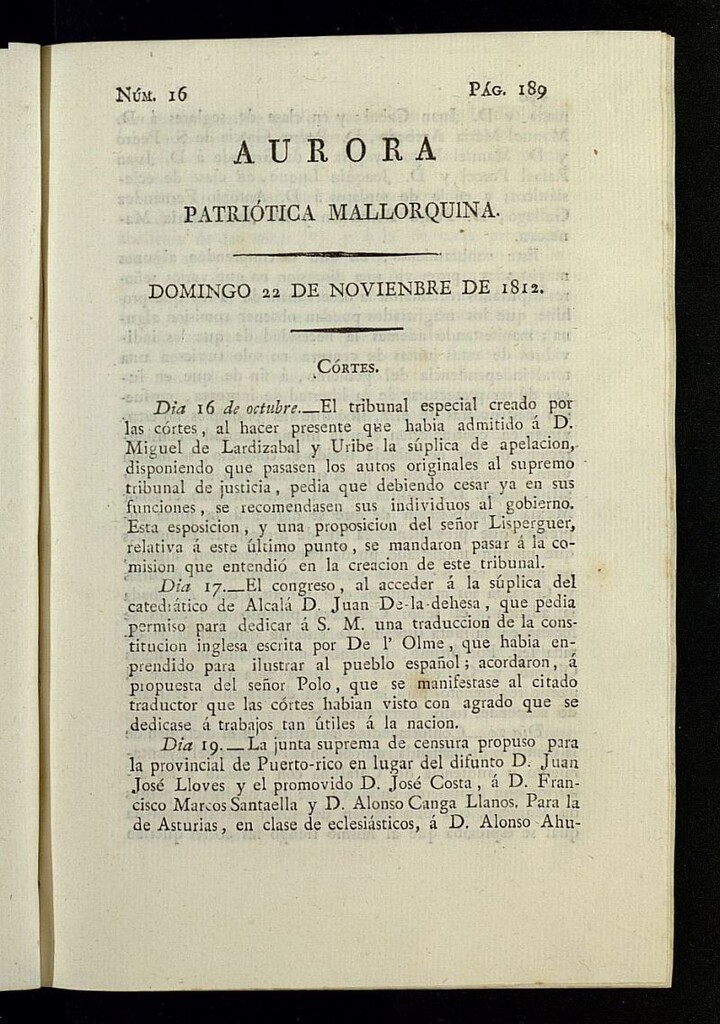 Núm. 16
Pág. 189
AURORA
PATRIÓTICA MALLORQUINA.
DOMINGO 22 DE NOVIENBRE DE 1812.
Córtes.
Dia 16 de octubre.—El tribunal especial creado por
las córtes, al hacer presente que habia admitido á D.
Miguel de Lardizabal y Uribe la súplica de apelacion,
disponiendo que pasasen los autos originales al supremo
tribunal de justicia, pedia que debiendo cesar ya en sus
funciones, se recomendasen sus individuos al gobierno.
Esta esposicion, y una proposicion del señor Lisperguer,
relativa á este último punto, se mandaron pasar á la co-
mision que entendió en la creacion de este tribunal.
Dia 17.—El congreso, al acceder á la súplica del
catedrático de Alcalá D. Juan De-la-dehesa, que pedia
permiso para dedicar á S. M. una traduccion de la cons-
titucion inglesa escrita por De l' Olme, que habia en-
prendido para ilustrar al pueblo español; acordaron, á
propuesta del señor Polo, que se manifestase al citado
traductor que las córtes habian visto con agrado que se
dedicase á trabajos tan útiles á la nacion.
Dia 19.—La junta suprema de censura propuso para
la provincial de Puerto-rico en lugar del difunto D. Juan
José Lloves y el promovido D. José Costa, á D. Fran-
cisco Marcos Santaella y D. Alonso Canga Llanos. Para la
de Asturias, en clase de eclesiásticos, á D. Alonso Ahu-